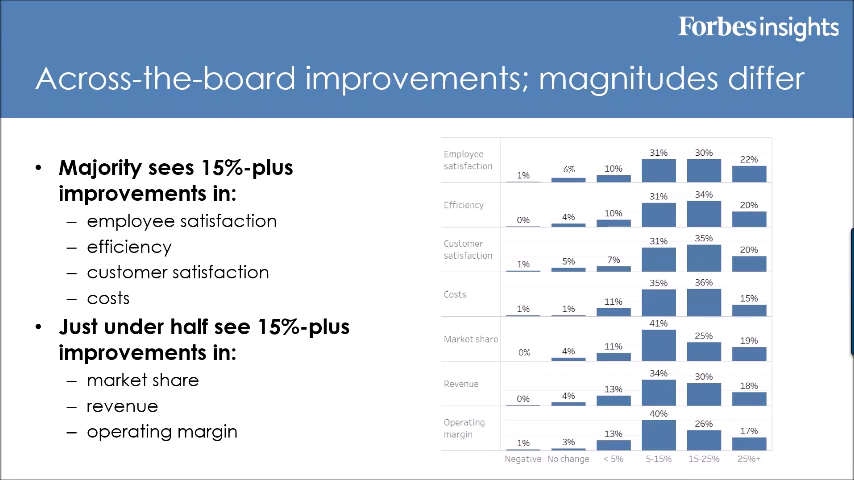 Forbes insights
Across-the-board improvements; magnitudes differ
• Majority sees 15%-plus
improvements in:
– employee satisfaction
– efficiency
– customer satisfaction
– costs
• Just under half see 15%-plus
improvements in:
– market share
– revenue
– operating margin
Employee
satisfaction
1% 6% 10% 31% 30% 22%
Efficiency
0% 4% 10% 31% 34% 20%
Customer
satisfaction
1% 5% 7% 31% 35% 20%
Costs
1% 1% 11% 35% 36% 15%
Market share
0% 4% 11% 41% 25% 19%
Revenue
0% 4% 13% 34% 30% 18%
Operating
margin
1% 3% 13% 40% 26% 17%
Negative No change < 5% 5-15% 15-25% 25%+